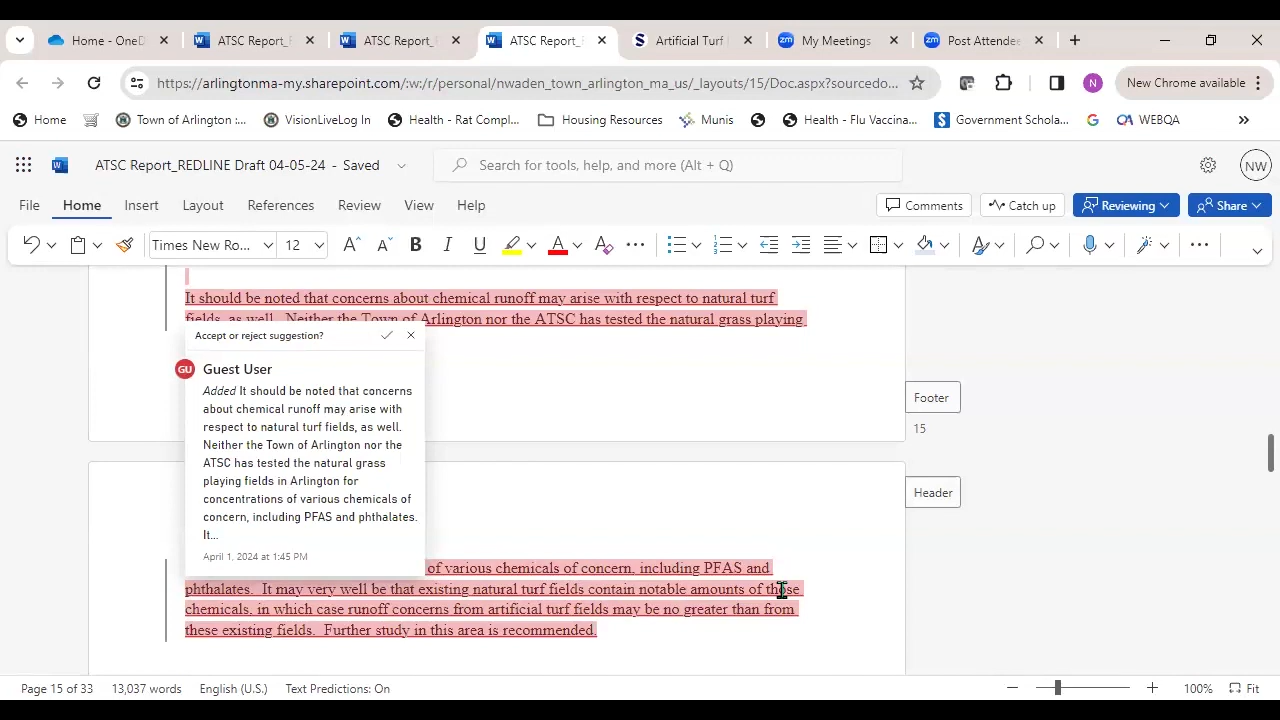 Home - OneD
ATSC Report_R
ATSC Report_R
ATSC Report_R
Artificial Turf
My Meetings
Post Attendee
https://arlingtonma-my.sharepoint.com/:w:/r/personal/nwaden_town_arlington_ma_us/_layouts/15/Doc.aspx?sourcedo...
N
New Chrome available
Home
Town of Arlington :...
VisionLiveLog In
Health - Rat Compl...
Housing Resources
Munis
Health - Flu Vaccina...
Government Schola...
WEBQA
ATSC Report_REDLINE Draft 04-05-24 - Saved
Search for tools, help, and more (Alt + Q)
NW
File Home Insert Layout References Review View Help
Comments
Catch up
Reviewing
Share
Times New Ro...
12
It should be noted that concerns about chemical runoff may arise with respect to natural turf
fields, as well. Neither the Town of Arlington nor the ATSC has tested the natural grass playing
Accept or reject suggestion?
GU
Guest User
Added It should be noted that concerns
about chemical runoff may arise with
respect to natural turf fields, as well.
Neither the Town of Arlington nor the
ATSC has tested the natural grass
playing fields in Arlington for
concentrations of various chemicals of
concern, including PFAS and phthalates.
It...
April 1, 2024 at 1:45 PM
Footer
15
Header
of various chemicals of concern, including PFAS and
phthalates. It may very well be that existing natural turf fields contain notable amounts of those
chemicals, in which case runoff concerns from artificial turf fields may be no greater than from
these existing fields. Further study in this area is recommended.
Page 15 of 33
13,037 words
English (U.S.)
Text Predictions: On
100%
Fit